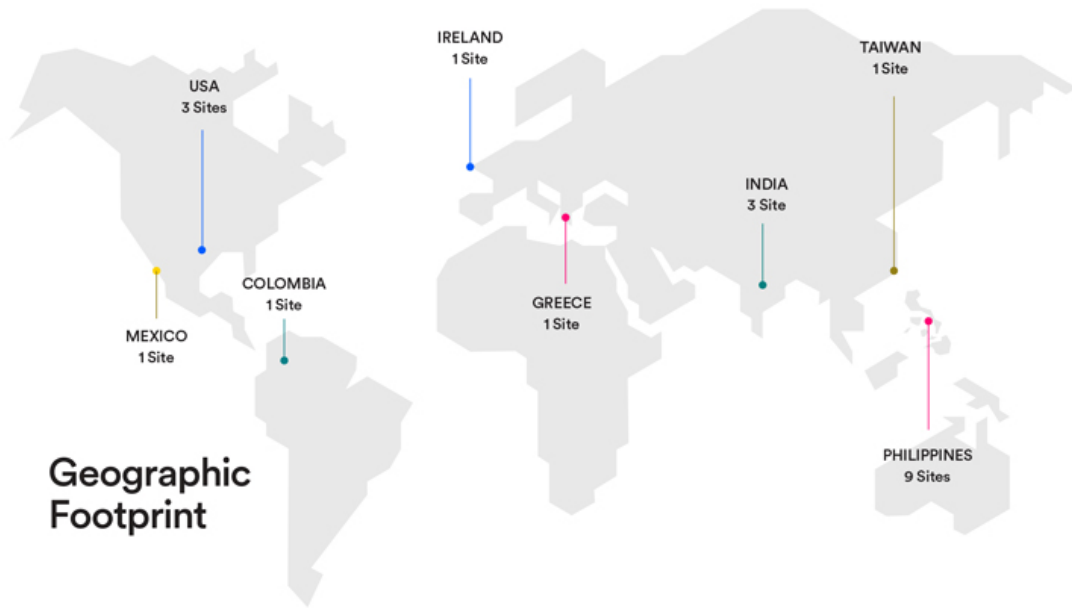 IRELAND
1 Site
TAIWAN
1 Site
USA
3 Sites
INDIA
3 Site
COLOMBIA
1 Site
GREECE
1 Site
MEXICO
1 Site
PHILIPPINES
9 Sites
Geographic
Footprint